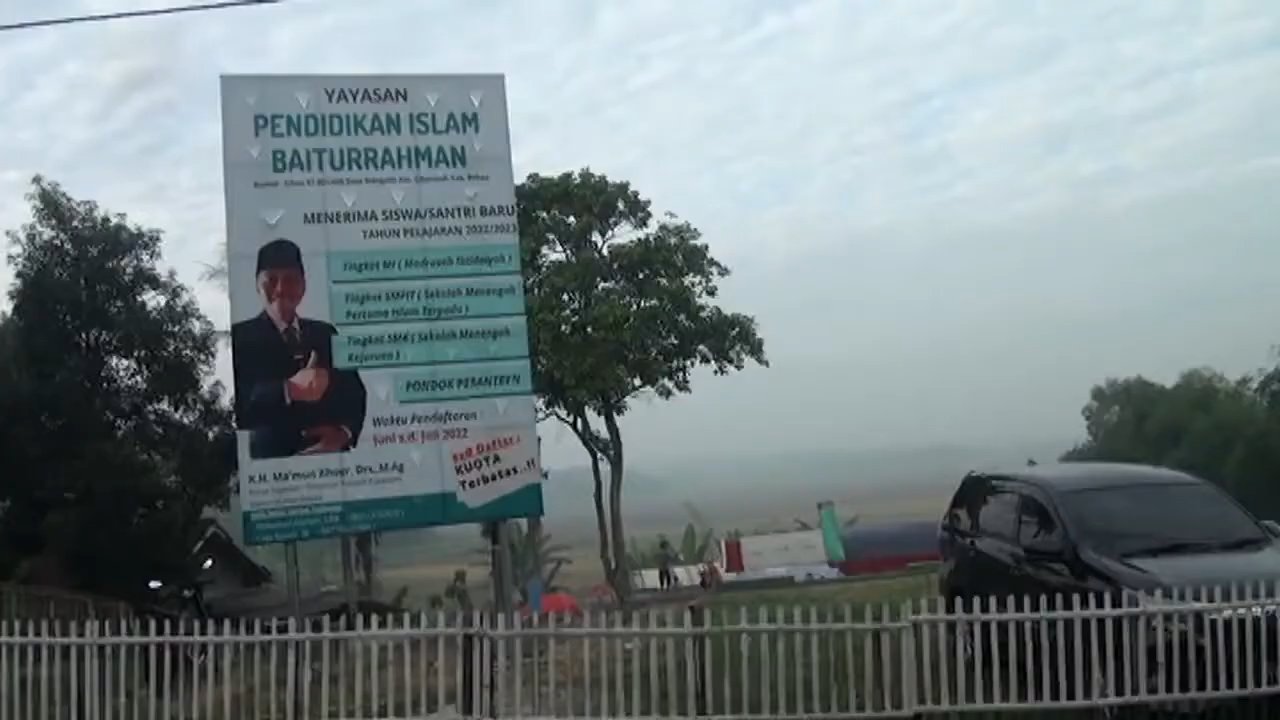 YAYASAN
PENDIDIKAN ISLAM
BAITURRAHMAN
MENERIMA SISWA/SANTRI BARU
TAHUN PELAJARAN 2022/2023
Tingkat MI ( Madrasah Ibtidaiyah )
Tingkat SMPIT ( Sekolah Menengah
Pertama Islam Terpadu )
Tingkat SMK ( Sekolah Menengah
Kejuruan )
PONDOK PESANTREN
Waktu Pendaftaran :
Juni s.d. Juli 2022
KUOTA
Terbatas..!!
K.H. Ma'mun Khoer, Drs.,M.Ag